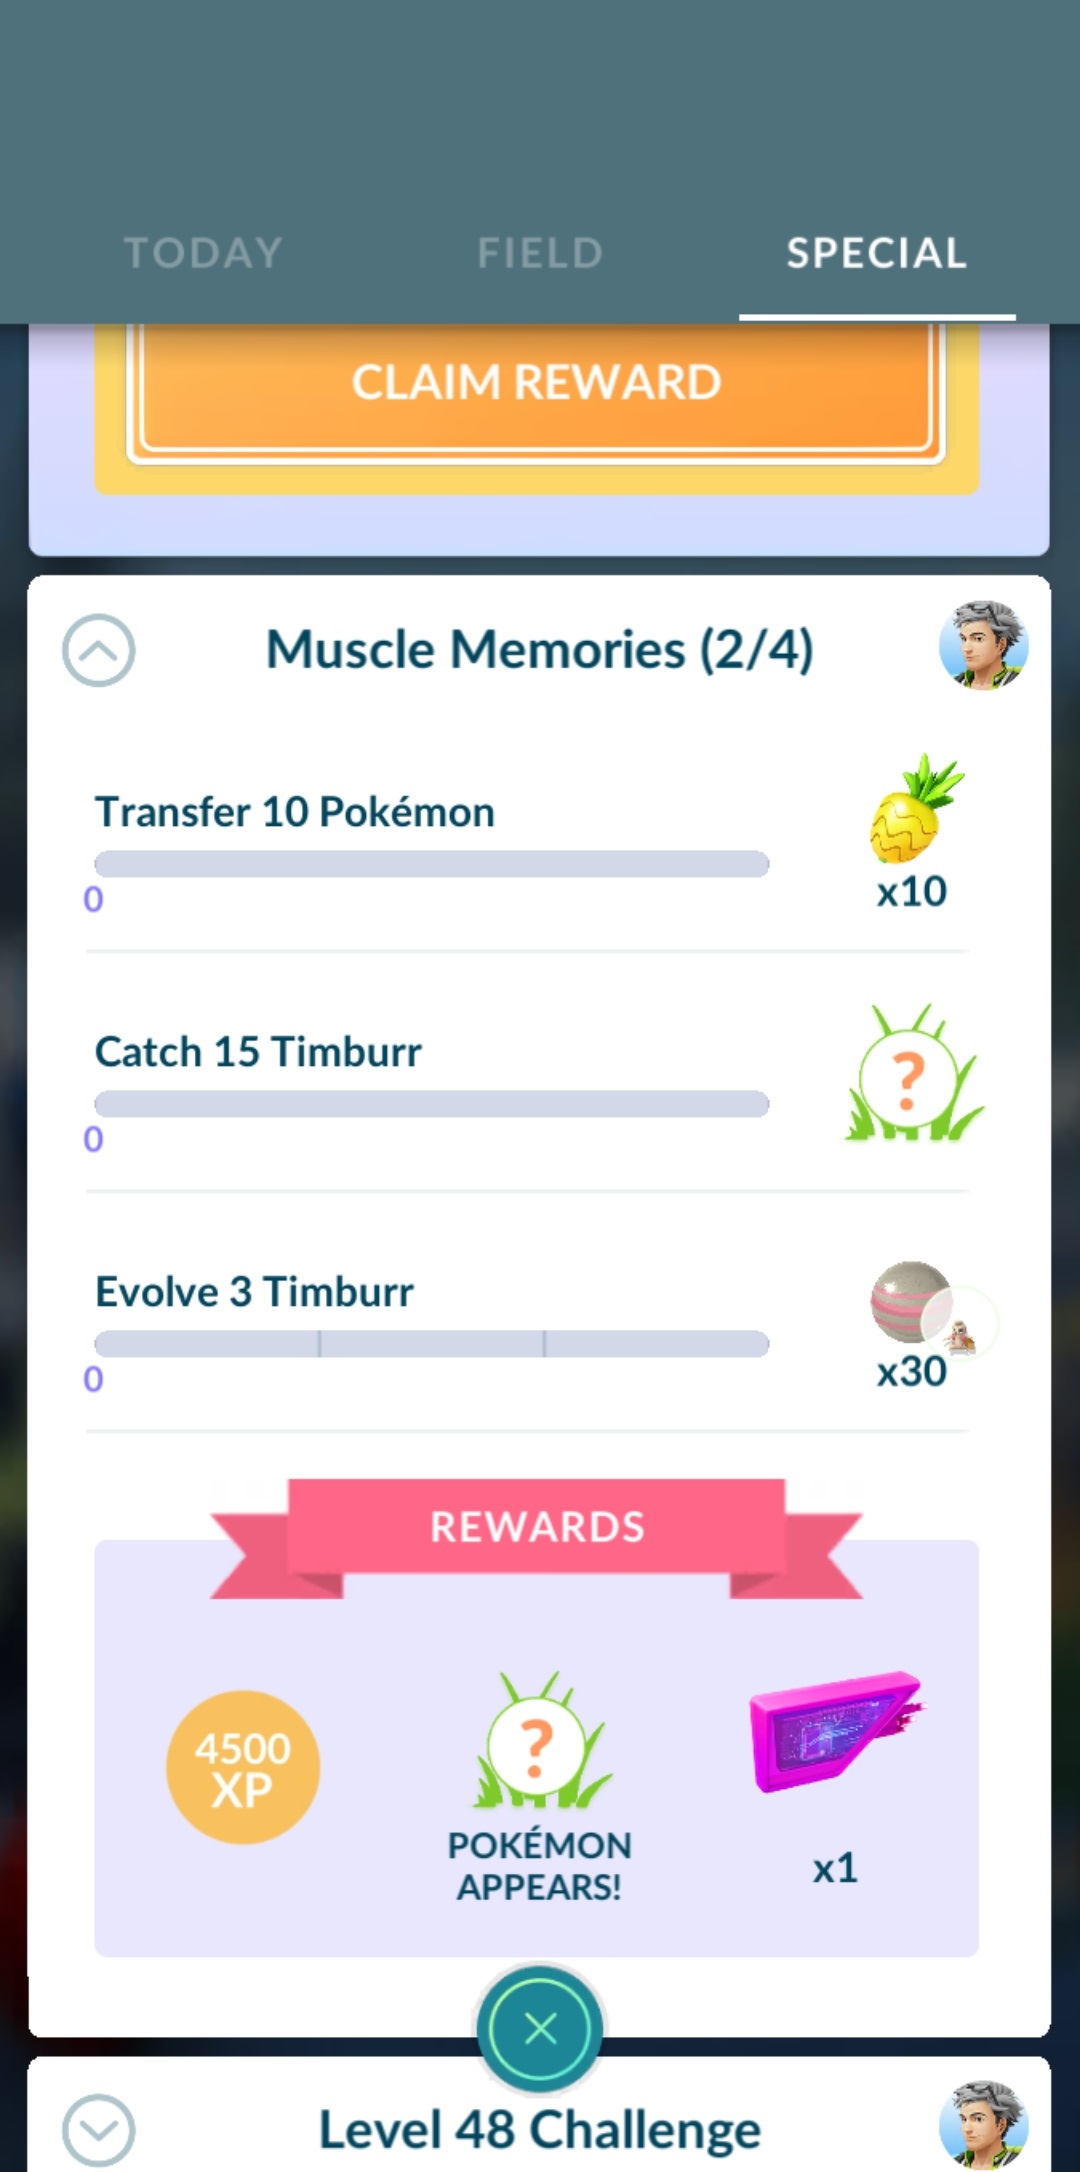 TODAY
FIELD
SPECIAL
CLAIM REWARD
Muscle Memories (2/4)
Transfer 10 Pokémon
0
x10
Catch 15 Timburr
0
?
Evolve 3 Timburr
0
x30
REWARDS
4500
XP
?
POKÉMON
APPEARS!
x1
Level 48 Challenge